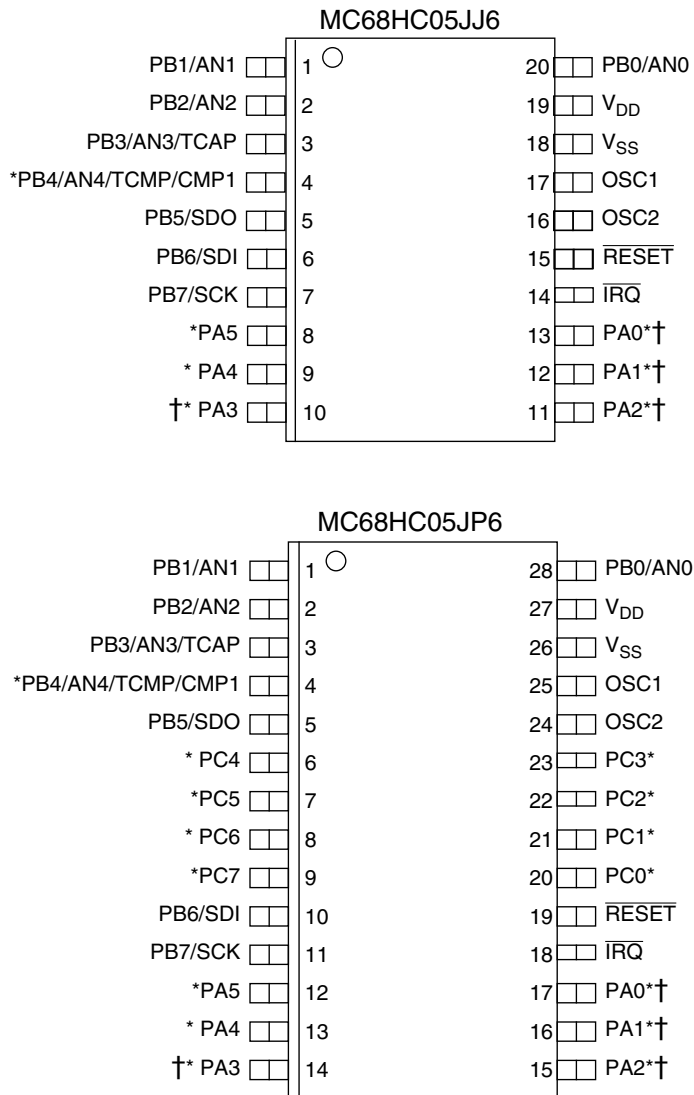 MC68HC05JJ6
PB1/AN1 1 20 PB0/AN0
PB2/AN2 2 19 VDD
PB3/AN3/TCAP 3 18 VSS
*PB4/AN4/TCMP/CMP1 4 17 OSC1
PB5/SDO 5 16 OSC2
PB6/SDI 6 15 RESET
PB7/SCK 7 14 IRQ
*PA5 8 13 PA0*†
* PA4 9 12 PA1*†
†* PA3 10 11 PA2*†
MC68HC05JP6
PB1/AN1 1 28 PB0/AN0
PB2/AN2 2 27 VDD
PB3/AN3/TCAP 3 26 VSS
*PB4/AN4/TCMP/CMP1 4 25 OSC1
PB5/SDO 5 24 OSC2
* PC4 6 23 PC3*
*PC5 7 22 PC2*
* PC6 8 21 PC1*
*PC7 9 20 PC0*
PB6/SDI 10 19 RESET
PB7/SCK 11 18 IRQ
*PA5 12 17 PA0*†
* PA4 13 16 PA1*†
†* PA3 14 15 PA2*†